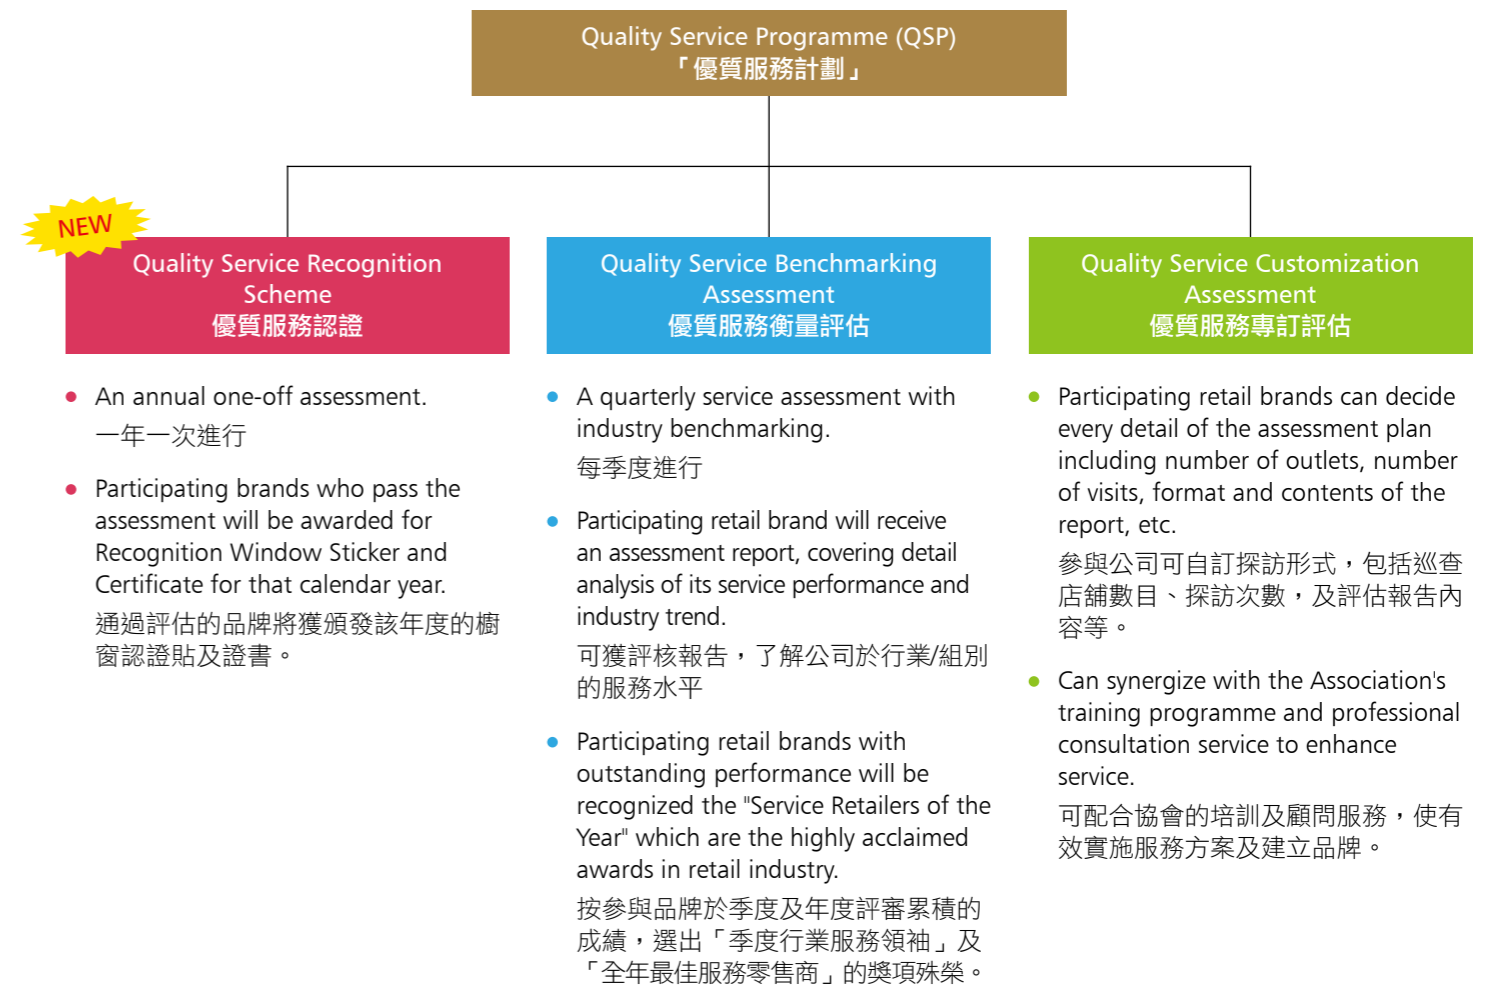 Quality Service Programme (QSP)
「優質服務計劃」
NEW
Quality Service Recognition
Scheme
優質服務認證
An annual one-off assessment.
一年一次進行
Participating brands who pass the
assessment will be awarded for
Recognition Window Sticker and
Certificate for that calendar year.
通過評估的品牌將獲頒發該年度的櫥
窗認證貼及證書。
Quality Service Benchmarking
Assessment
優質服務衡量評估
A quarterly service assessment with
industry benchmarking.
每季度進行
Participating retail brand will receive
an assessment report, covering detail
analysis of its service performance and
industry trend.
可獲評核報告，了解公司於行業/組別
的服務水平
Participating retail brands with
outstanding performance will be
recognized the "Service Retailers of the
Year" which are the highly acclaimed
awards in retail industry.
按參與品牌於季度及年度評審累積的
成績，選出「季度行業服務領袖」及
「全年最佳服務零售商」的獎項殊榮。
Quality Service Customization
Assessment
優質服務專訂評估
Participating retail brands can decide
every detail of the assessment plan
including number of outlets, number
of visits, format and contents of the
report, etc.
參與公司可自訂探訪形式，包括巡查
店舖數目、探訪次數，及評估報告內
容等。
Can synergize with the Association's
training programme and professional
consultation service to enhance
service.
可配合協會的培訓及顧問服務，使有
效實施服務方案及建立品牌。